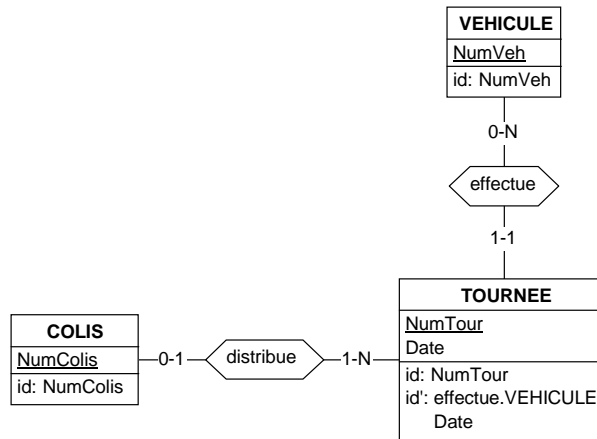 VEHICULE
NumVeh
id: NumVeh
0-N
effectue
1-1
TOURNEE
NumTour
Date
id: NumTour
id': effectue.VEHICULE
Date
COLIS
NumColis
id: NumColis
0-1
distribue
1-N